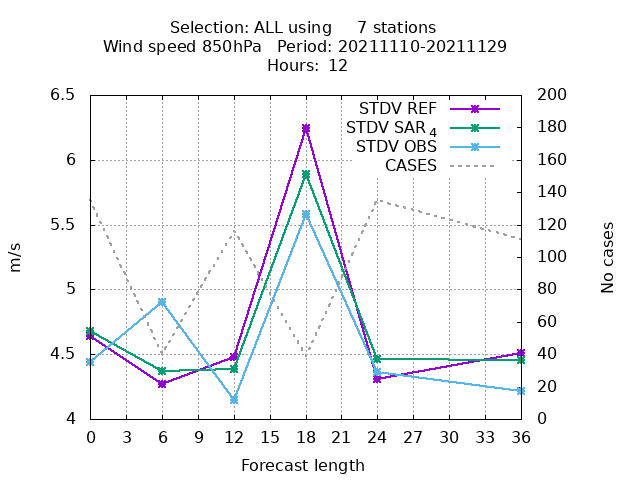 Selection: ALL using 7 stations
Wind speed 850hPa Period: 20211110-20211129
Hours: 12
6.5
6
5.5
5
4.5
4
m/s
STDV REF
STDV SAR4
STDV OBS
CASES
200
180
160
140
120
100
80
60
40
20
0
No cases
0 3 6 9 12 15 18 21 24 27 30 33 36
Forecast length